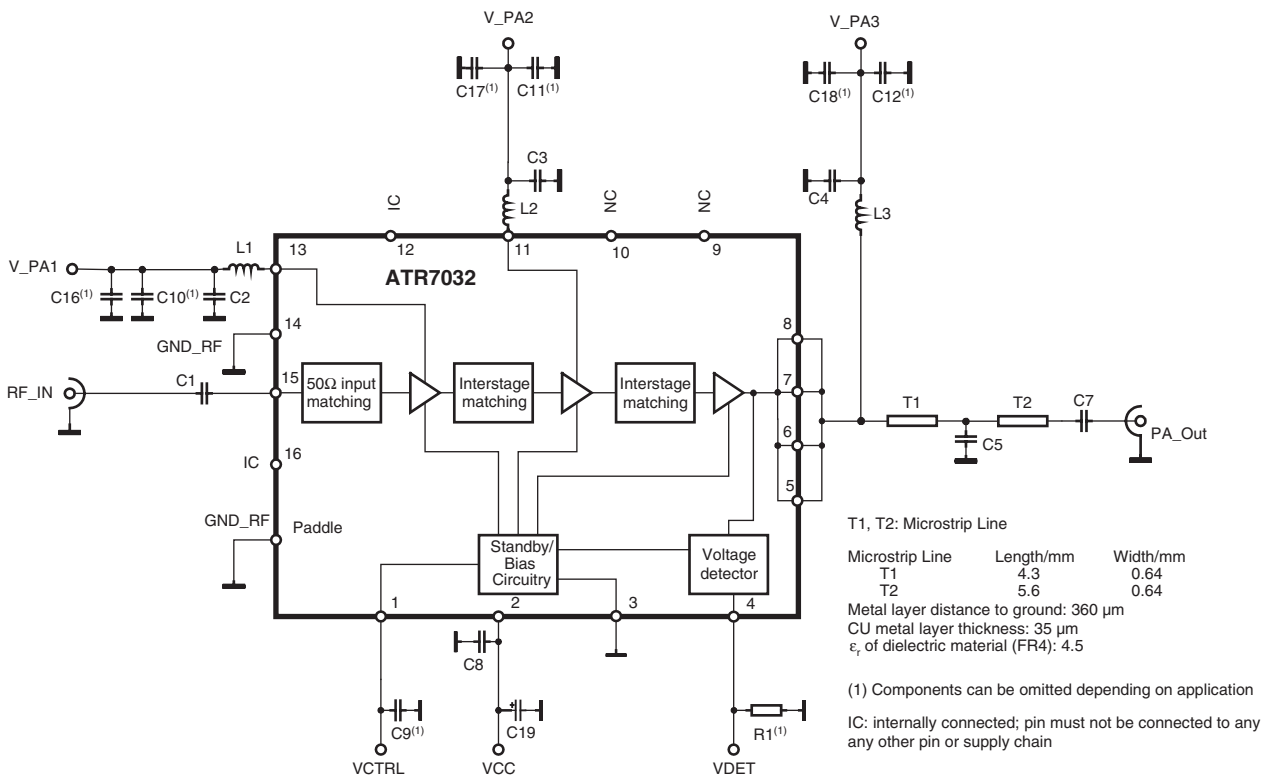 V_PA2
V_PA3
C17(1)
C11(1)
C18(1)
C12(1)
C3
C4
IC
L2
NC
NC
L3
L1
13
12
11
10
9
V_PA1
ATR7032
C16(1)
C10(1)
C2
14
8
GND_RF
RF_IN
C1
15
50Ω input
matching
Interstage
matching
Interstage
matching
7
T1
T2
C7
PA_Out
6
C5
IC
16
5
GND_RF
Paddle
Standby/
Bias
Circuitry
Voltage
detector
1
2
3
4
C8
C9(1)
C19
R1(1)
VCTRL
VCC
VDET
T1, T2: Microstrip Line
Microstrip Line Length/mm Width/mm
T1 4.3 0.64
T2 5.6 0.64
Metal layer distance to ground: 360 µm
CU metal layer thickness: 35 µm
εr of dielectric material (FR4): 4.5
(1) Components can be omitted depending on application
IC: internally connected; pin must not be connected to any
any other pin or supply chain